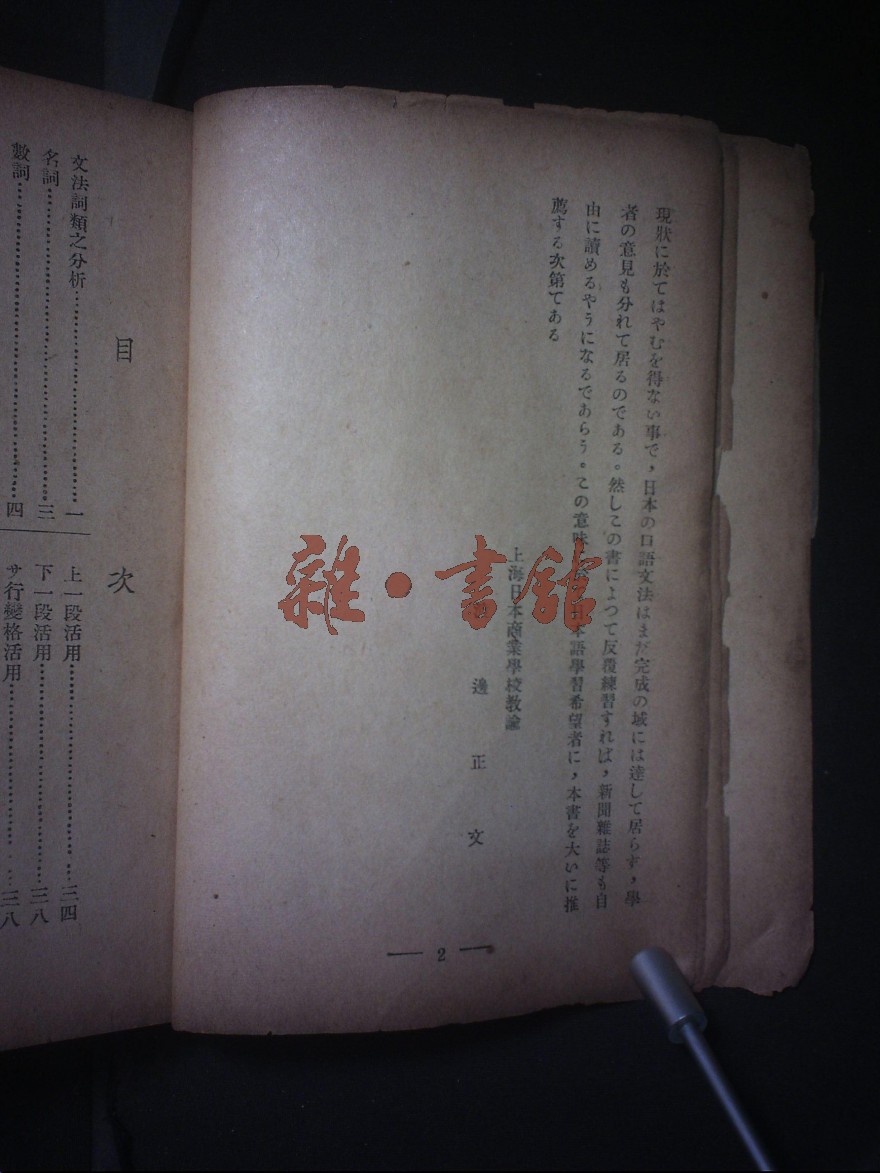 現狀に於てはやむを得ない事で，日本の口語文法はまだ完成の域には達して居らず，學
者の意見も分れて居るのである。然しこの書によつて反覆練習すれば，新聞雜誌等も自
由に讀めるやうになるであらう。この意味 本語學習希望者に，本書を大いに推
薦する次第てある
上海日本商業學校教諭
邊正文
— 2 —
目次
文法詞類之分析 一
名詞 三
數詞 四
上一段活用 三四
下一段活用 三八
サ行變格活用 三八
雜·書館